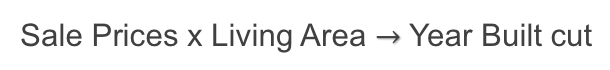 Sale Prices x Living Area → Year Built cut